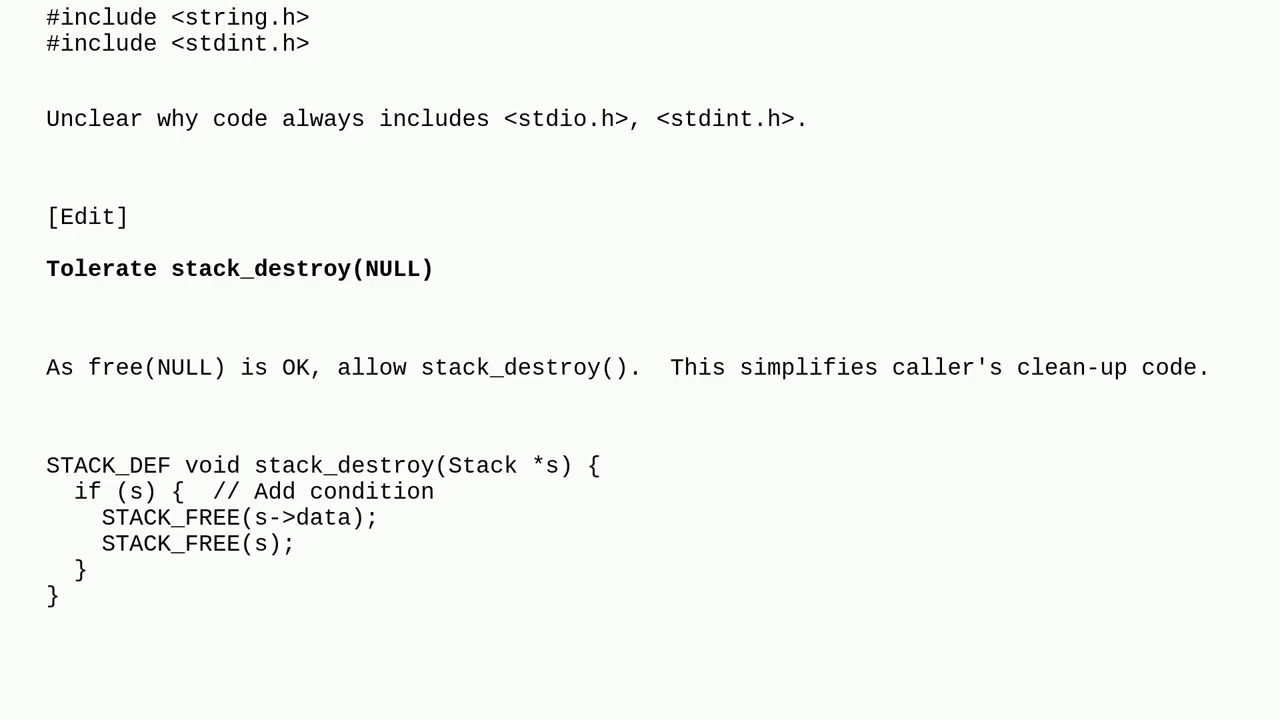 #include <string.h>
#include <stdint.h>
Unclear why code always includes <stdio.h>, <stdint.h>.
[Edit]
Tolerate stack_destroy(NULL)
As free(NULL) is OK, allow stack_destroy().  This simplifies caller's clean-up code.
STACK_DEF void stack_destroy(Stack *s) {
  if (s) {  // Add condition
    STACK_FREE(s->data);
    STACK_FREE(s);
  }
}